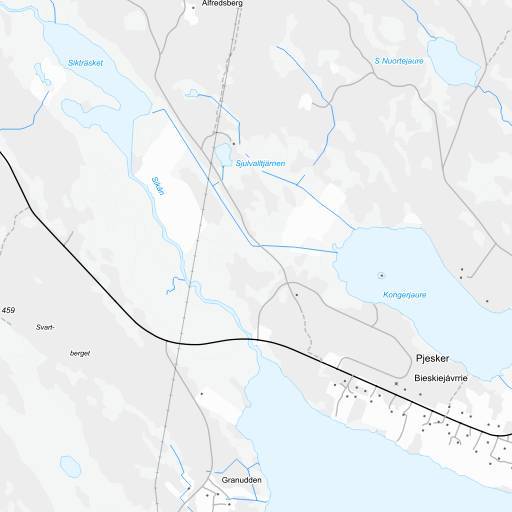 Alfredsberg
Sikträsket
S Nuortejaure
Sjulvalltjärnen
Sikån
Kongerjaure
459
Svart-
berget
Pjesker
Bieskiejávrrie
Granudden